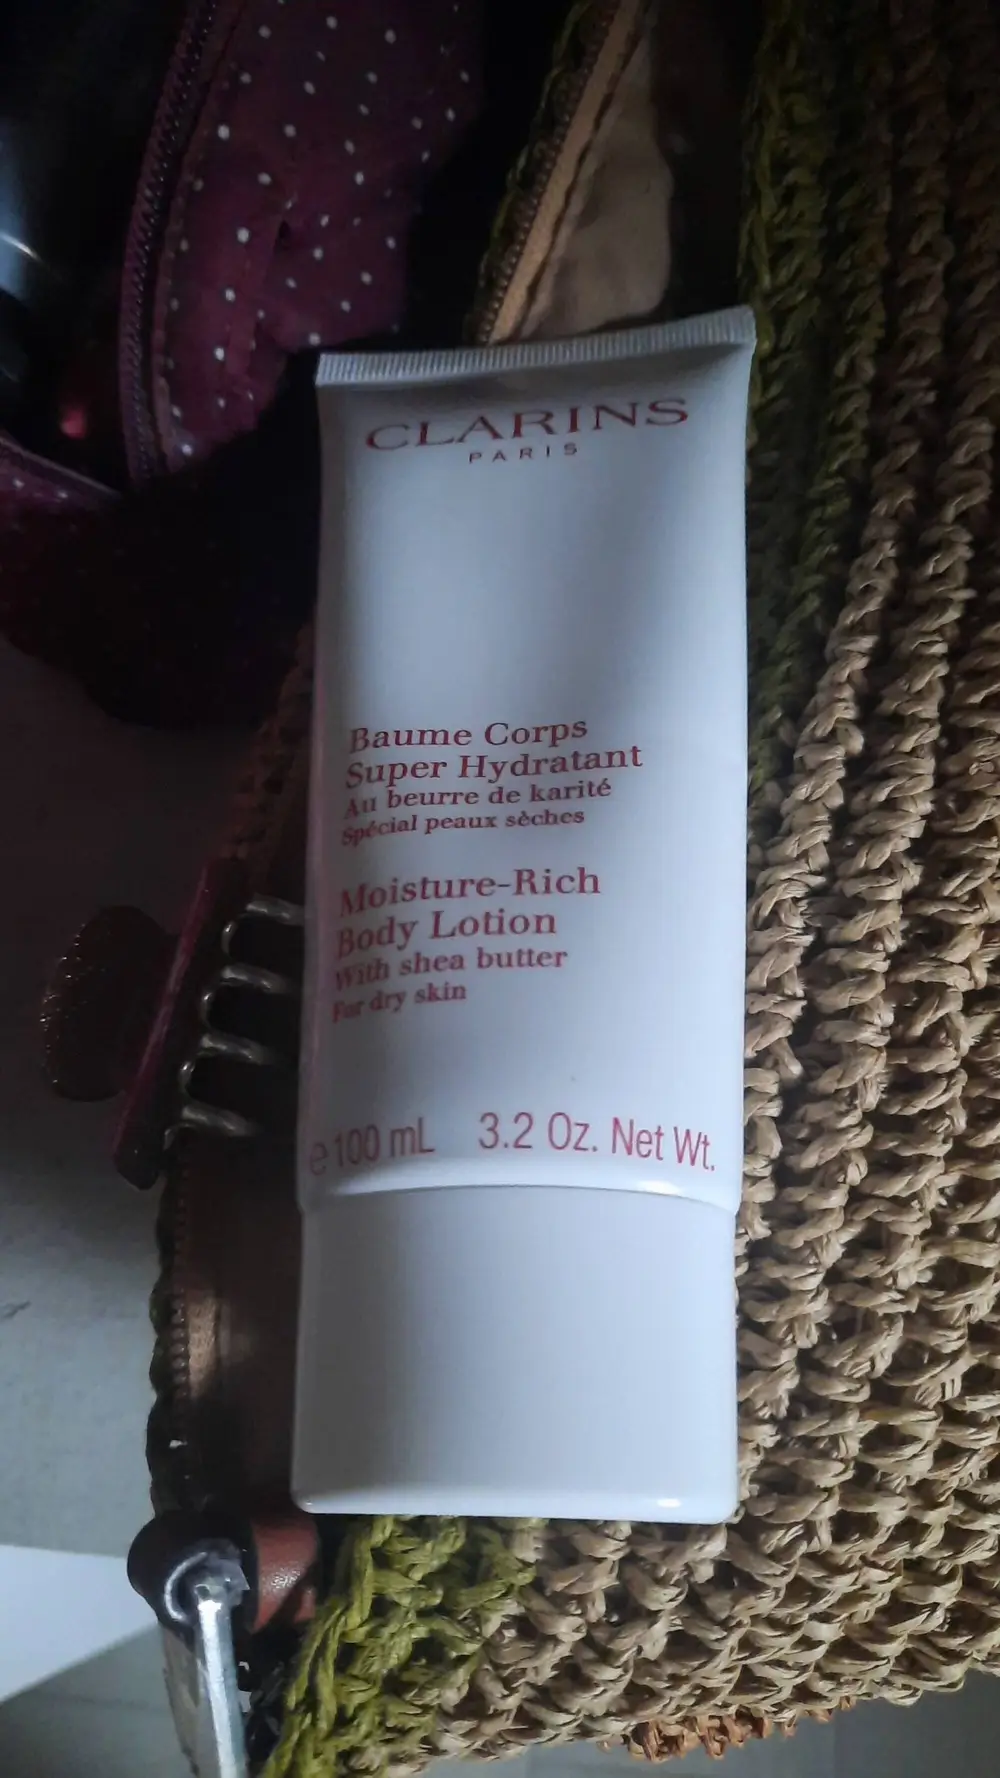 CLARINS
PARIS
Baume Corps
Super Hydratant
Au beurre de karité
Spécial peaux sèches
Moisture-Rich
Body Lotion
With shea butter
For dry skin
e 100 mL 3.2 Oz. Net Wt.